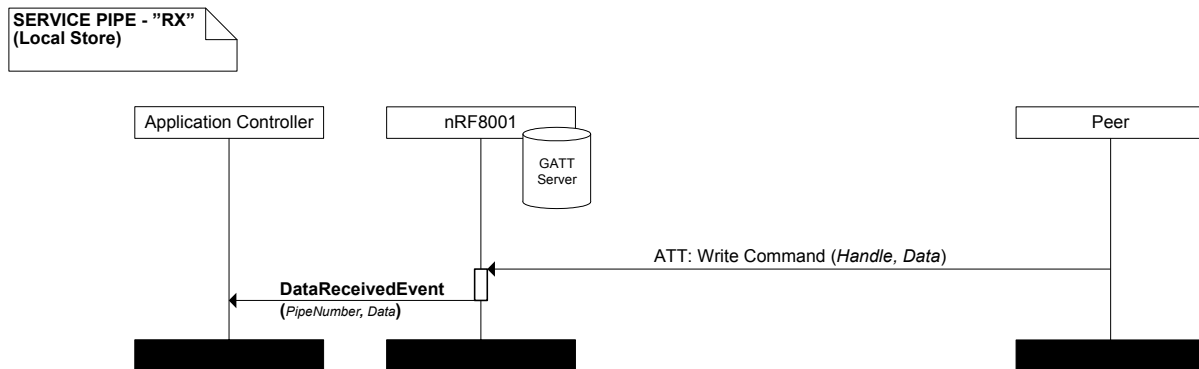 SERVICE PIPE - ”RX”
(Local Store)
Application Controller
nRF8001
Peer
GATT
Server
ATT: Write Command (Handle, Data)
DataReceivedEvent
(PipeNumber, Data)